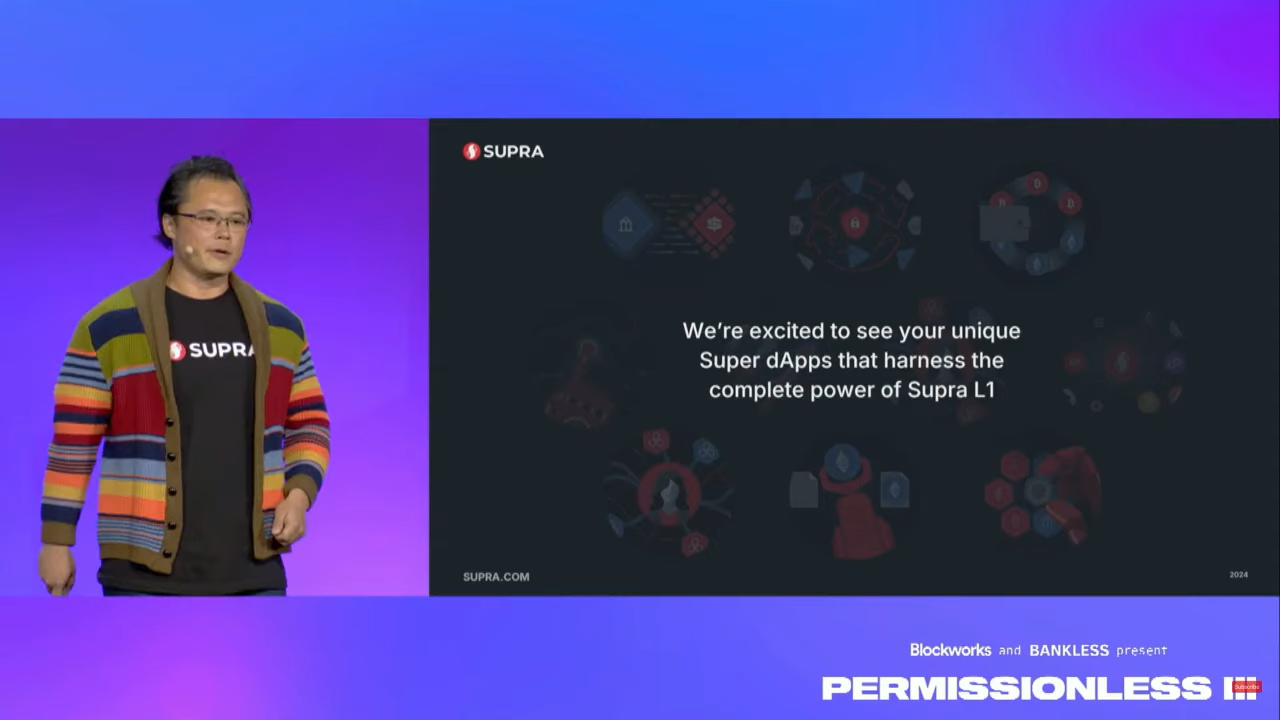 SUPRA
SUPRA
We’re excited to see your unique
Super dApps that harness the
complete power of Supra L1
SUPRA.COM
2024
Blockworks and BANKLESS present
PERMISSIONLESS III
Subscribe